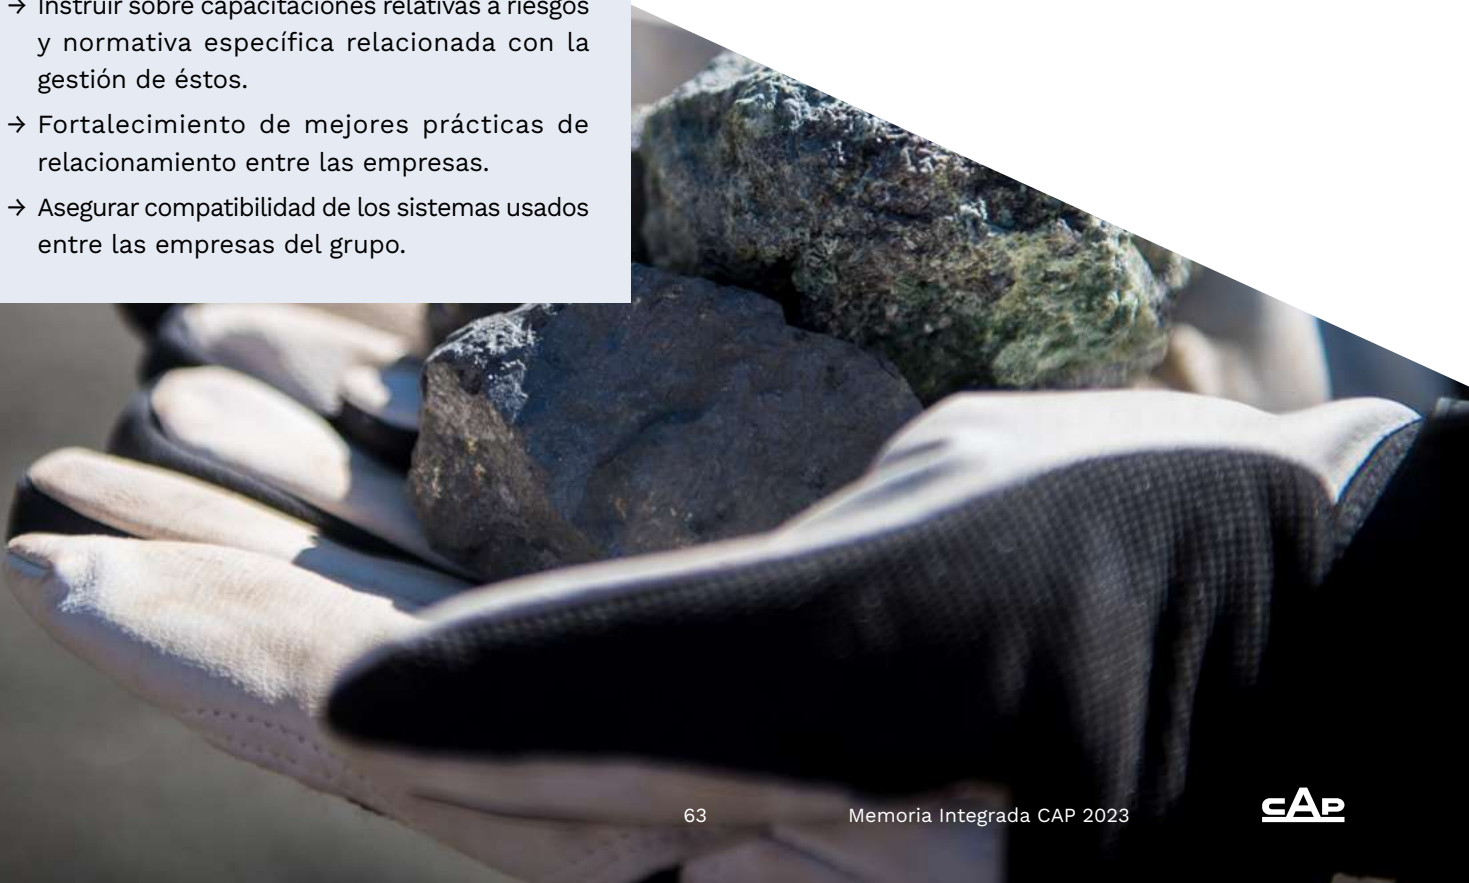 → Instruir sobre capacitaciones relativas a riesgos
y normativa específica relacionada con la
gestión de éstos.
→ Fortalecimiento de mejores prácticas de
relacionamiento entre las empresas.
→ Asegurar compatibilidad de los sistemas usados
entre las empresas del grupo.
63 Memoria Integrada CAP 2023 CAP